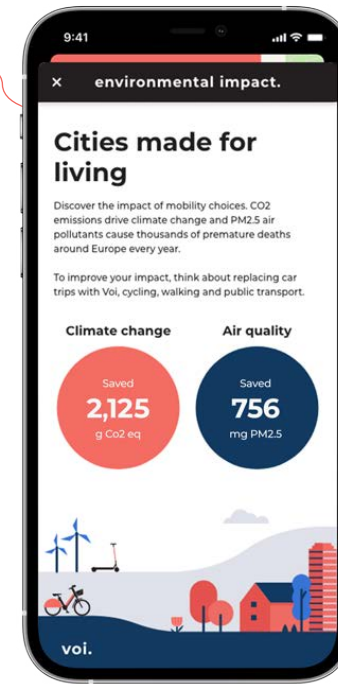 9:41
× environmental impact.
Cities made for
living
Discover the impact of mobility choices. CO2
emissions drive climate change and PM2.5 air
pollutants cause thousands of premature deaths
around Europe every year.
To improve your impact, think about replacing car
trips with Voi, cycling, walking and public transport.
Climate change Air quality
Saved Saved
2,125 756
g Co2 eq mg PM2.5
voi.